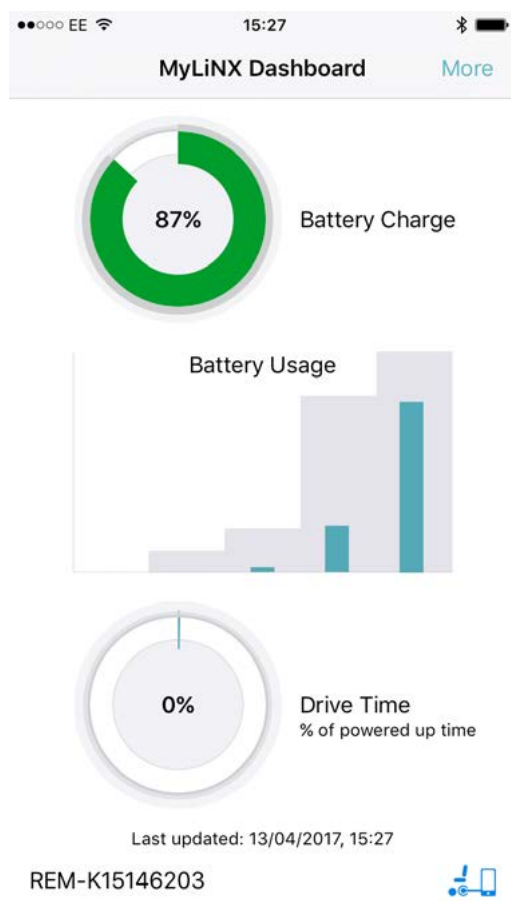 EE 15:27
MyLiNX Dashboard More
87% Battery Charge
Battery Usage
0% Drive Time
% of powered up time
Last updated: 13/04/2017, 15:27
REM-K15146203